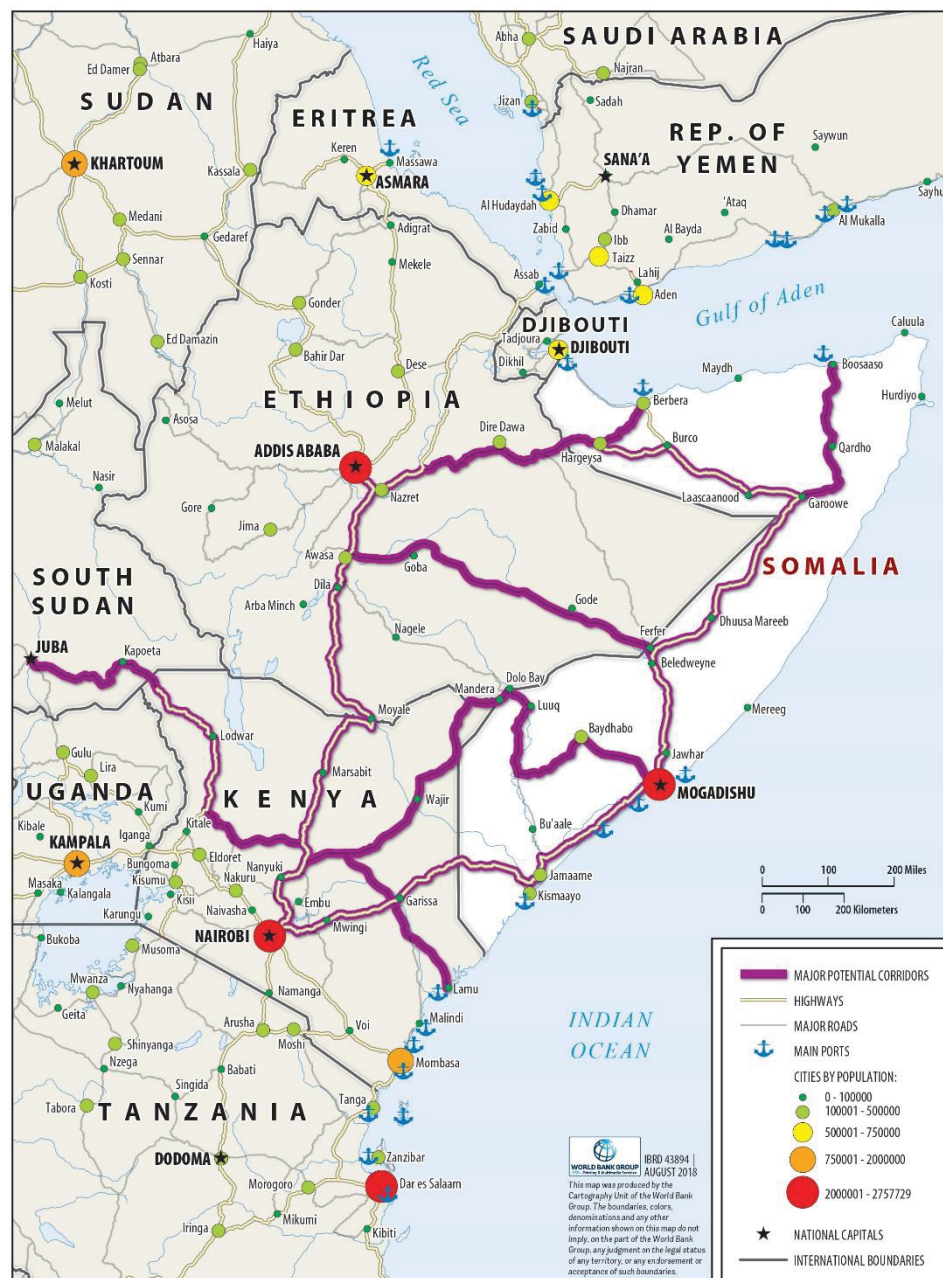 SAUDI ARABIA
Abha
Najran
Jizan
Sadah
Haiya
Atbara
Ed Damer
SUDAN
Red Sea
ERITREA
Keren
Massawa
ASMARA
REP. OF
YEMEN
Saywun
SANA'A
KHARTOUM
Kassala
Al Hudaydah
Dhamar
'Ataq
Sayhu
Al Mukalla
Medani
Gedaref
Adigrat
Zabid
Ibb
Al Bayda
Taizz
Sennar
Mekele
Kosti
Assab
Lahij
Aden
Gulf of Aden
Gonder
DJIBOUTI
Tadjoura
DJIBOUTI
Caluula
Ed Damazin
Bahir Dar
Dese
Dikhil
Maydh
Boosaaso
Hurdiyo
Melut
ETHIOPIA
Berbera
Asosa
Malakal
Dire Dawa
Burco
Qardho
ADDIS ABABA
Hargeysa
Nasir
Nazret
Laascaanood
Garoowe
Gore
Jima
Awasa
Goba
SOUTH
SUDAN
SOMALIA
Dila
Arba Minch
Gode
Dhuusa Mareeb
Nagele
Ferfer
JUBA
Kapoeta
Beledweyne
Dolo Bay
Mandera
Luuq
Mereeg
Moyale
Lodwar
Baydhabo
Jawhar
Gulu
Lira
Marsabit
MOGADISHU
UGANDA
KENYA
Wajir
Kumi
Kibale
Iganga
Kitale
Bu'aale
KAMPALA
Bungoma
Eldoret
Nanyuki
Masaka
Kalangala
Kisumu
Nakuru
Jamaame
Kisii
Embu
Garissa
Kismaayo
Karungu
Naivasha
Mwingi
Bukoba
NAIROBI
Musoma
Mwanza
Nyahanga
Namanga
Lamu
Geita
Malindi
Arusha
Voi
Shinyanga
Moshi
INDIAN
OCEAN
Nzega
Babati
Mombasa
Singida
Tabora
Tanga
TANZANIA
DODOMA
Zanzibar
Morogoro
Dar es Salaam
Mikumi
Iringa
Kibiti
0 100 200 Miles
0 100 200 Kilometers
MAJOR POTENTIAL CORRIDORS
HIGHWAYS
MAJOR ROADS
MAIN PORTS
CITIES BY POPULATION:
0 - 100000
100001 - 500000
500001 - 750000
750001 - 2000000
2000001 - 2757729
NATIONAL CAPITALS
INTERNATIONAL BOUNDARIES
WORLD BANK GROUP
IBRD 43894
AUGUST 2018
This map was produced by the
Cartography Unit of the World Bank
Group. The boundaries, colors,
denominations and any other
information shown on this map do not
imply, on the part of the World Bank
Group, any judgment on the legal status
of any territory, or any endorsement or
acceptance of such boundaries.